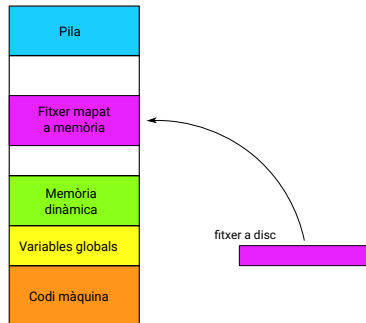 Pila
Fitxer mapat
a memòria
Memòria
dinàmica
fitxer a disc
Variables globals
Codi màquina